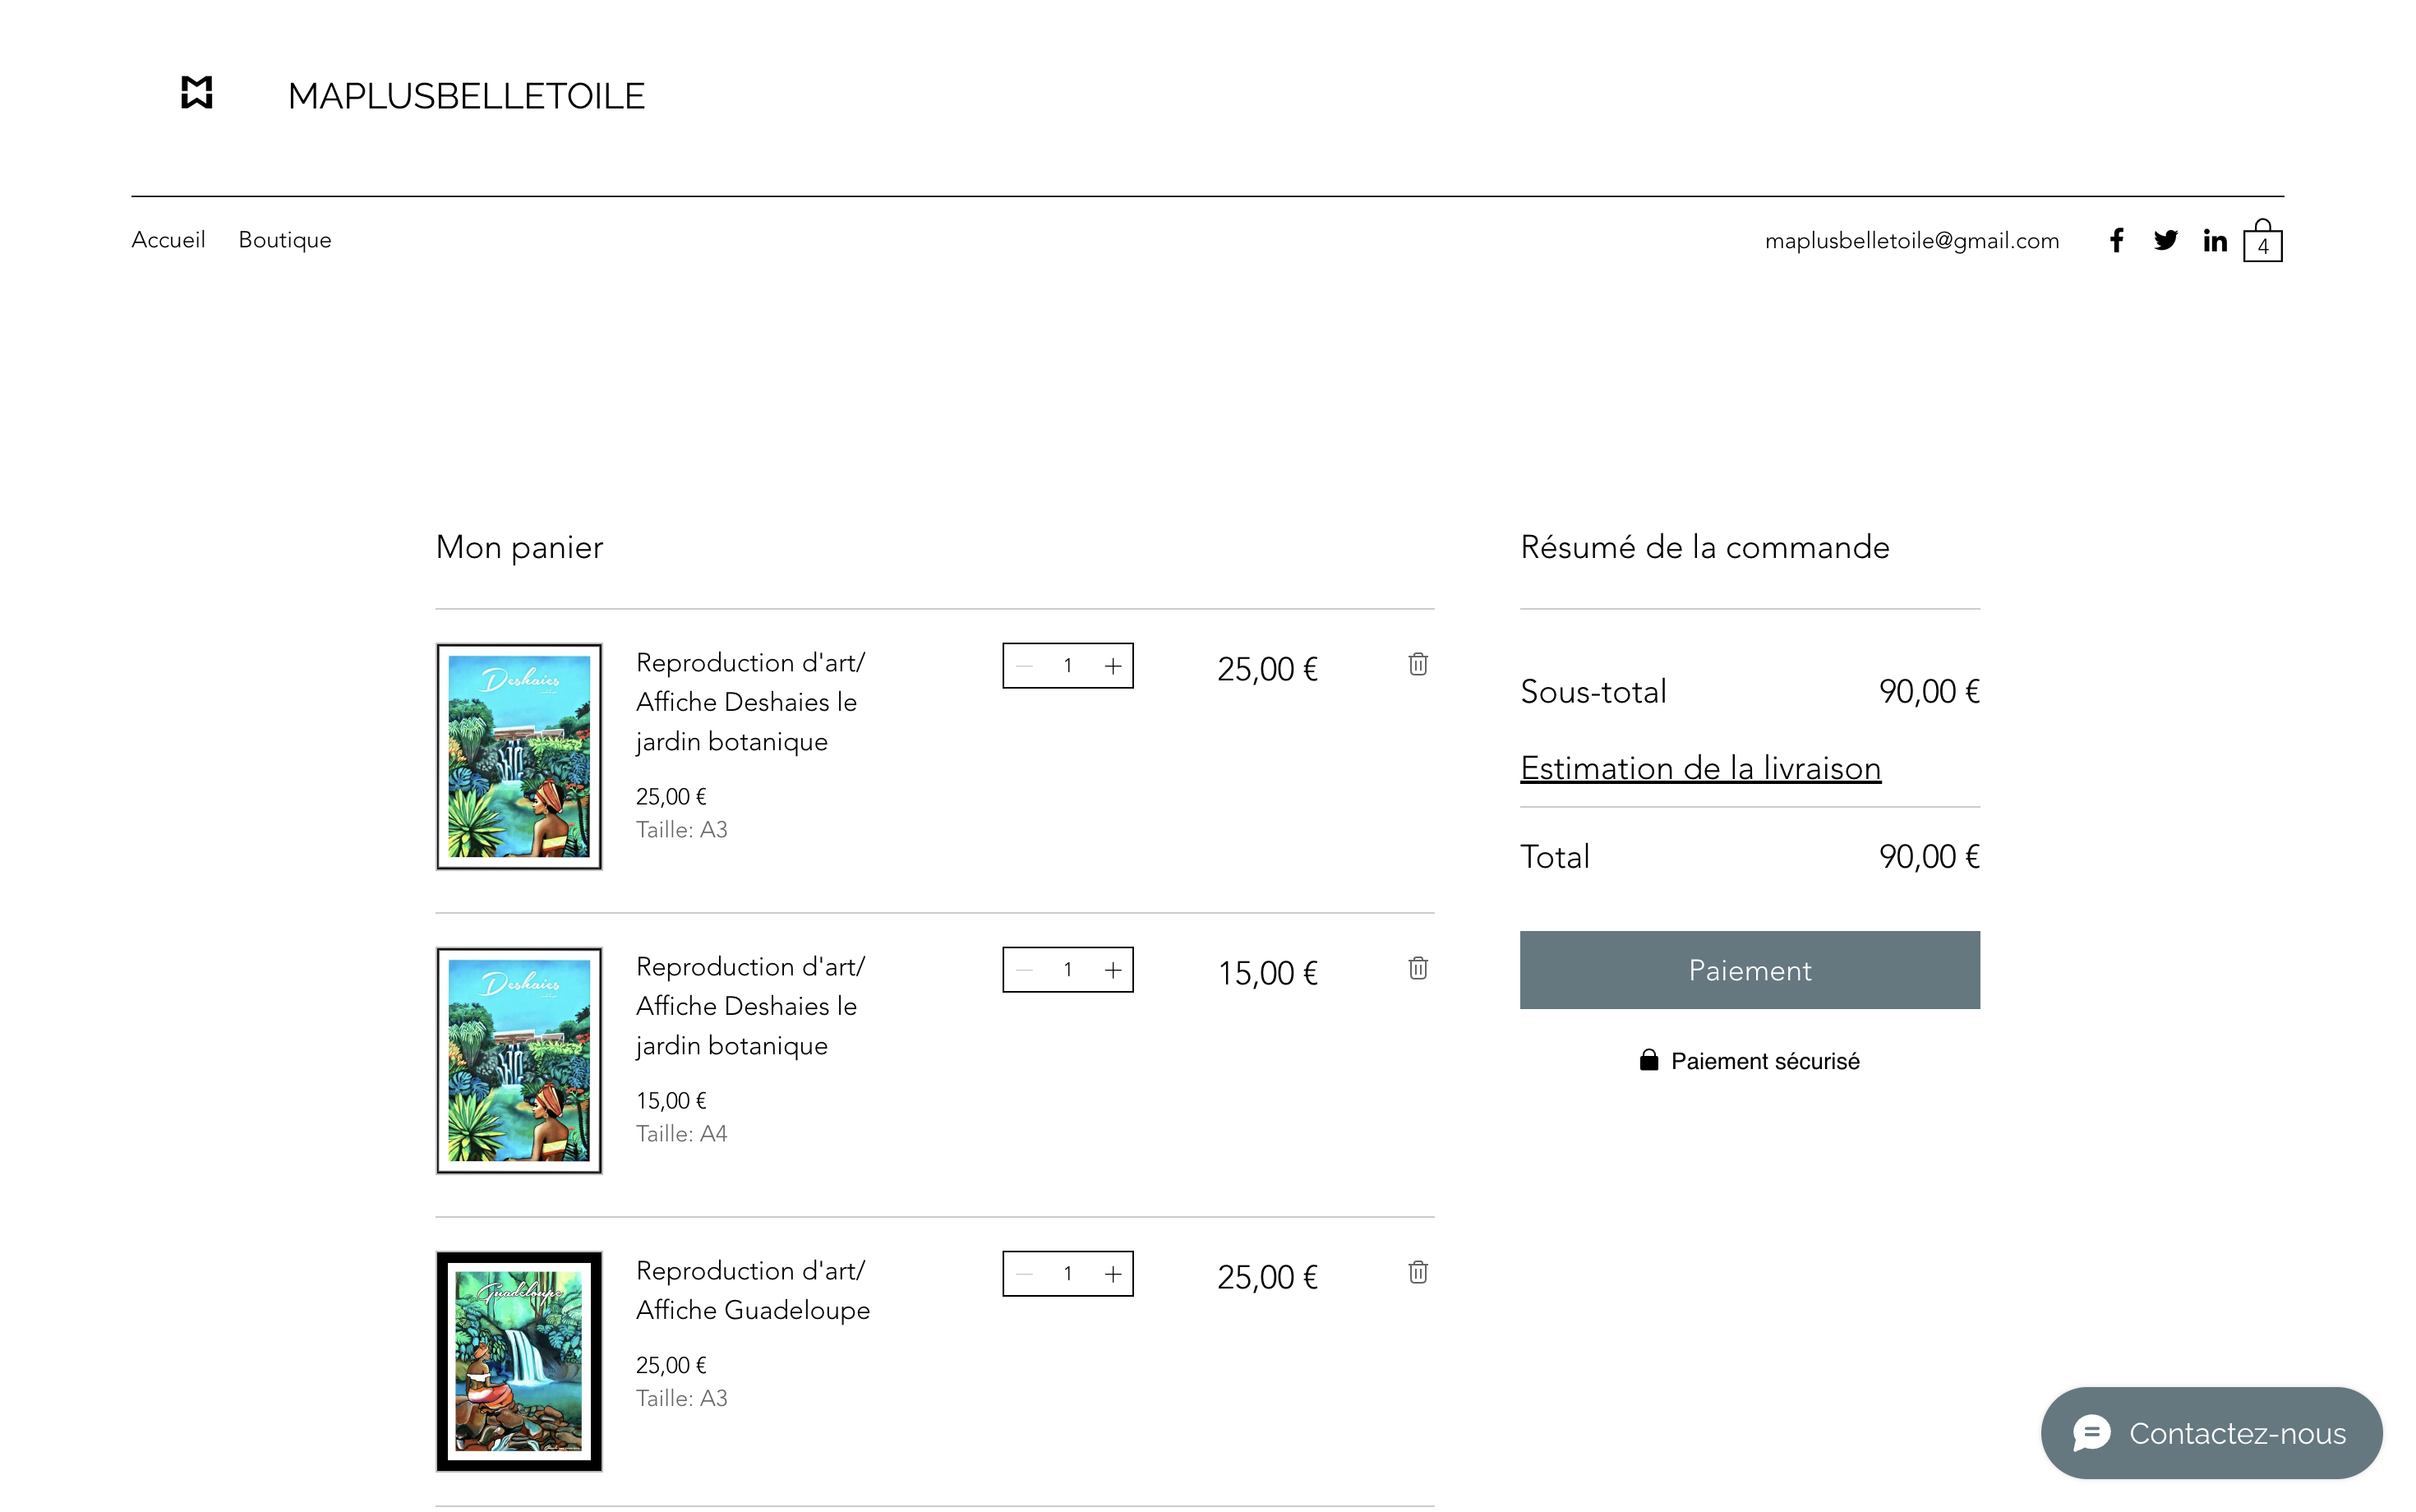 MAPLUSBELLETOILE
Accueil
Boutique
maplusbelletoile@gmail.com
4
Mon panier
Deshaies
Reproduction d'art/
Affiche Deshaies le
jardin botanique
25,00 €
Taille: A3
1
25,00 €
Deshaies
Reproduction d'art/
Affiche Deshaies le
jardin botanique
15,00 €
Taille: A4
1
15,00 €
Guadeloupe
Reproduction d'art/
Affiche Guadeloupe
25,00 €
Taille: A3
1
25,00 €
Résumé de la commande
Sous-total 90,00 €
Estimation de la livraison
Total 90,00 €
Paiement
Paiement sécurisé
Contactez-nous